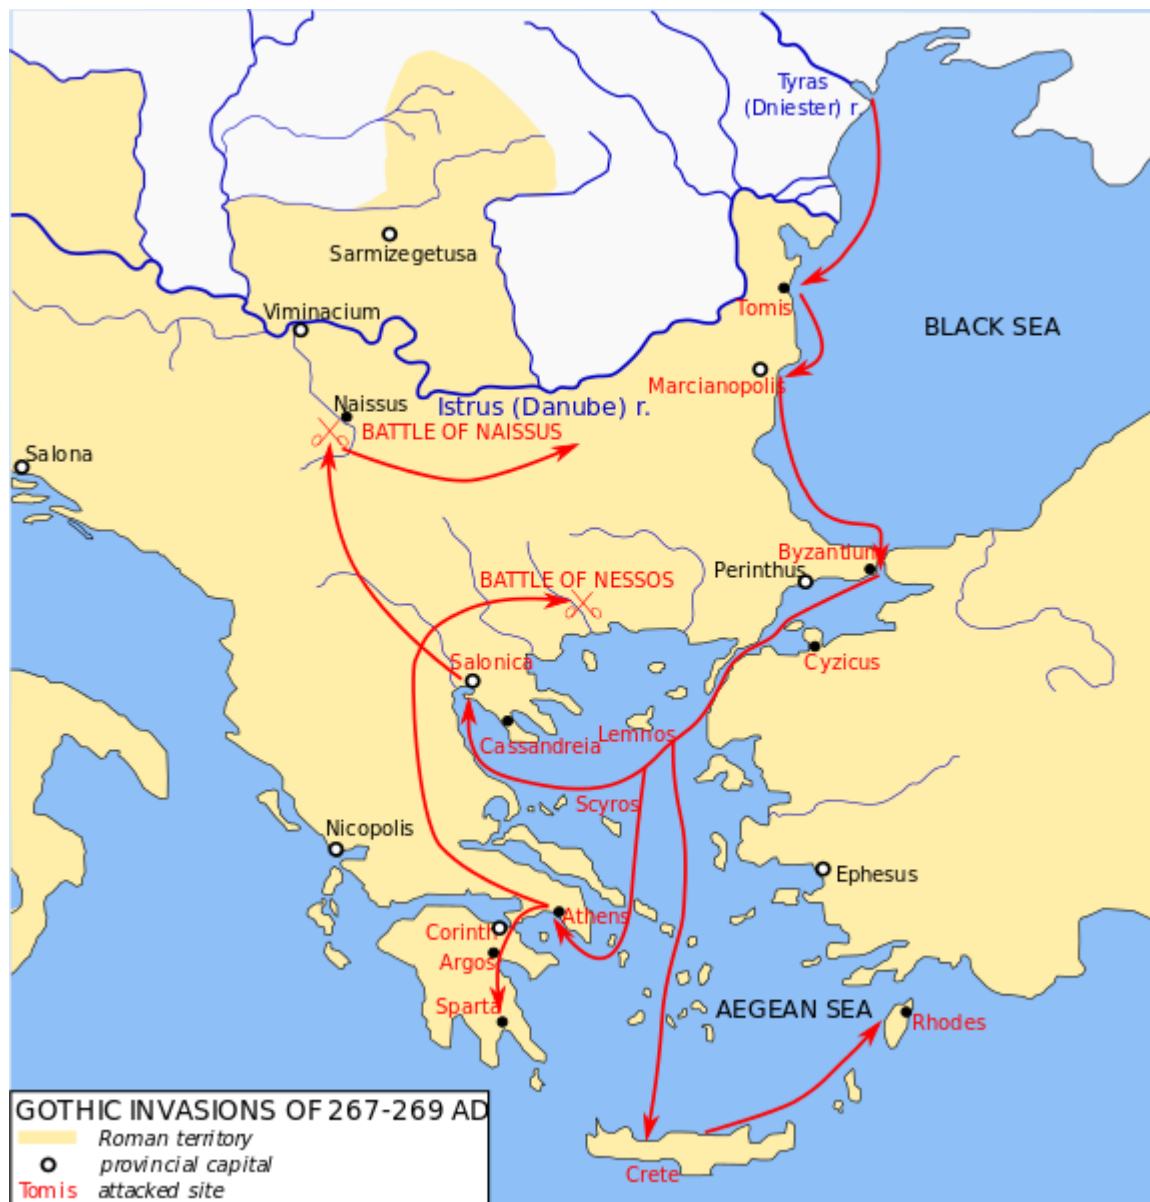 Tyras
(Dniester) r.
Sarmizegetusa
Viminacium
Tomis
BLACK SEA
Marcianopolis
Naissus
Istrus (Danube) r.
BATTLE OF NAISSUS
Salona
Byzantium
Perinthus
BATTLE OF NESSOS
Salonica
Cyzicus
Lemnos
Cassandreia
Scyros
Nicopolis
Ephesus
Athens
Corinth
Argos
Sparta
AEGEAN SEA
Rhodes
Crete
GOTHIC INVASIONS OF 267-269 AD
Roman territory
provincial capital
Tomis attacked site